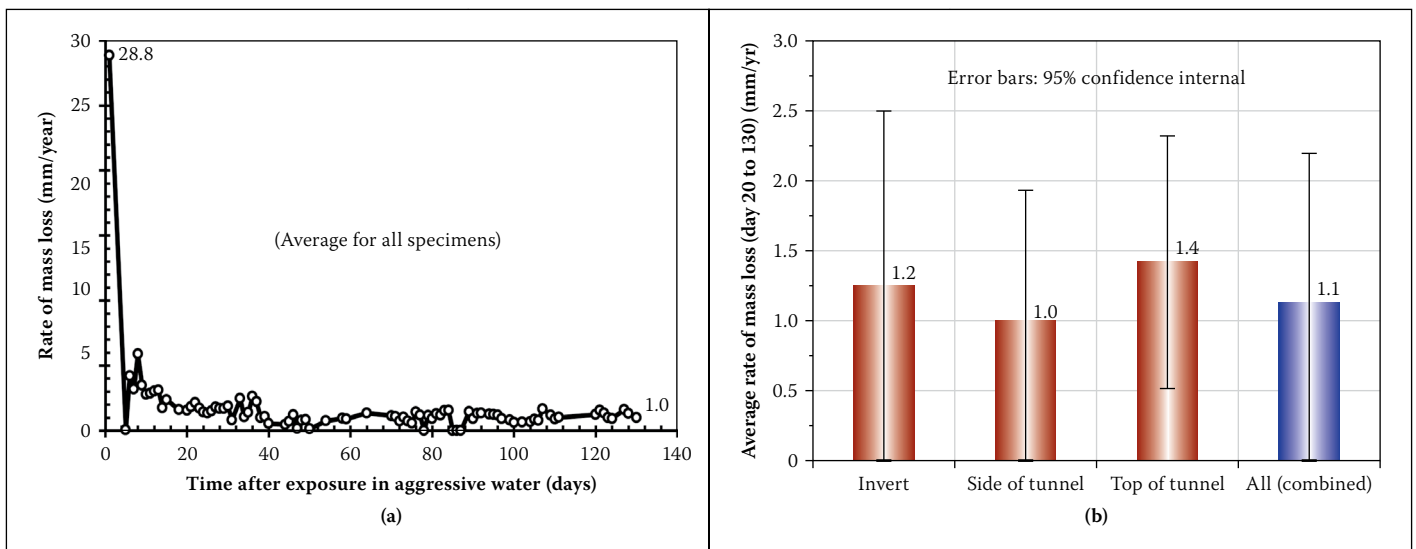 Rate of mass loss (mm/year)
30
25
20
15
10
5
0
28.8
(Average for all specimens)
1.0
0 20 40 60 80 100 120 140
Time after exposure in aggressive water (days)
(a)
Average rate of mass loss (day 20 to 130) (mm/yr)
3.0
2.5
2.0
1.5
1.0
0.5
0
Error bars: 95% confidence internal
1.2
1.0
1.4
1.1
Invert Side of tunnel Top of tunnel All (combined)
(b)